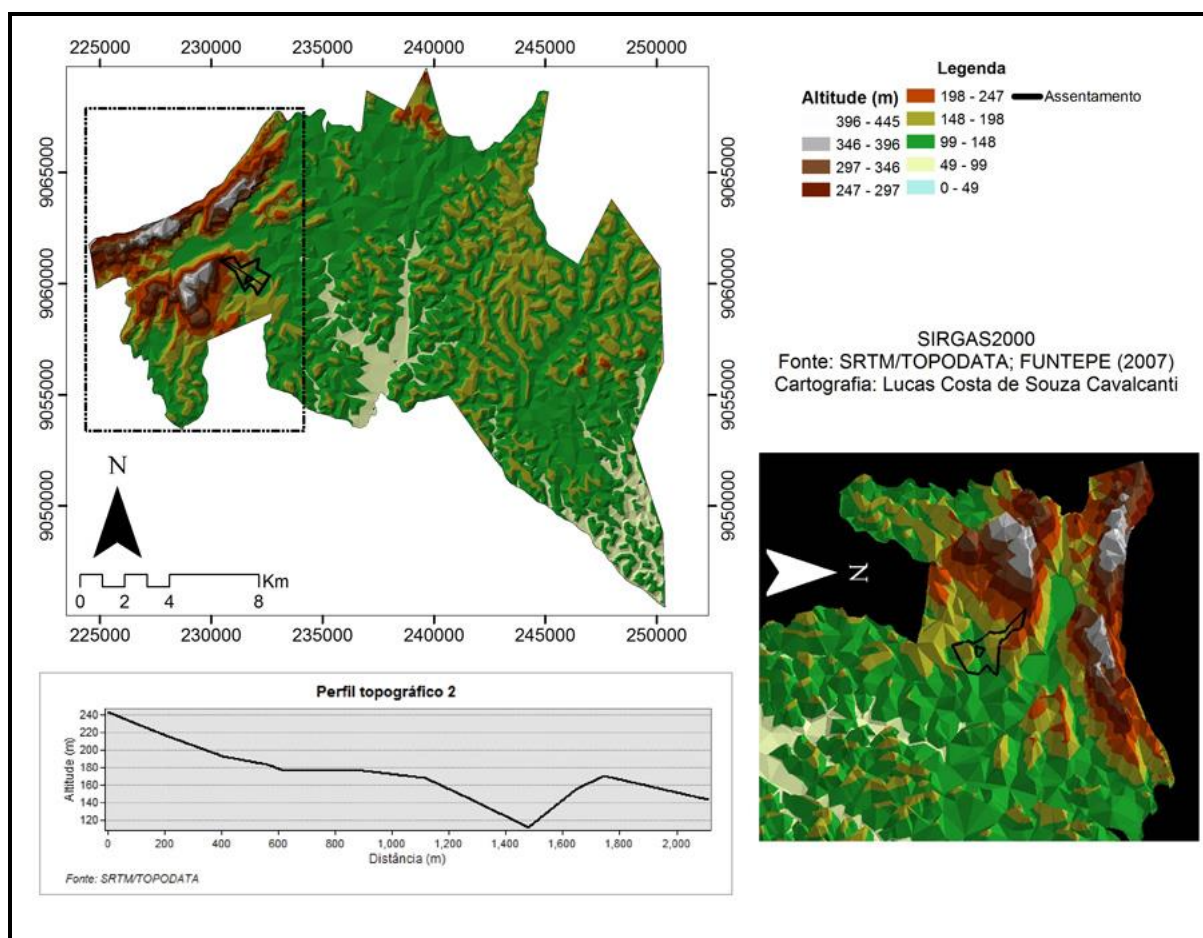 225000 230000 235000 240000 245000 250000
9065000
9060000
9055000
9050000
9065000
9060000
9055000
9050000
N
Km
0 2 4 8
225000 230000 235000 240000 245000 250000
Legenda
Altitude (m)
396 - 445
346 - 396
297 - 346
247 - 297
198 - 247
148 - 198
99 - 148
49 - 99
0 - 49
Assentamento
SIRGAS2000
Fonte: SRTM/TOPODATA; FUNTEPE (2007)
Cartografia: Lucas Costa de Souza Cavalcanti
N
Perfil topográfico 2
Altitude (m)
240
220
200
180
160
140
120
0 200 400 600 800 1,000 1,200 1,400 1,600 1,800 2,000
Distância (m)
Fonte: SRTM/TOPODATA